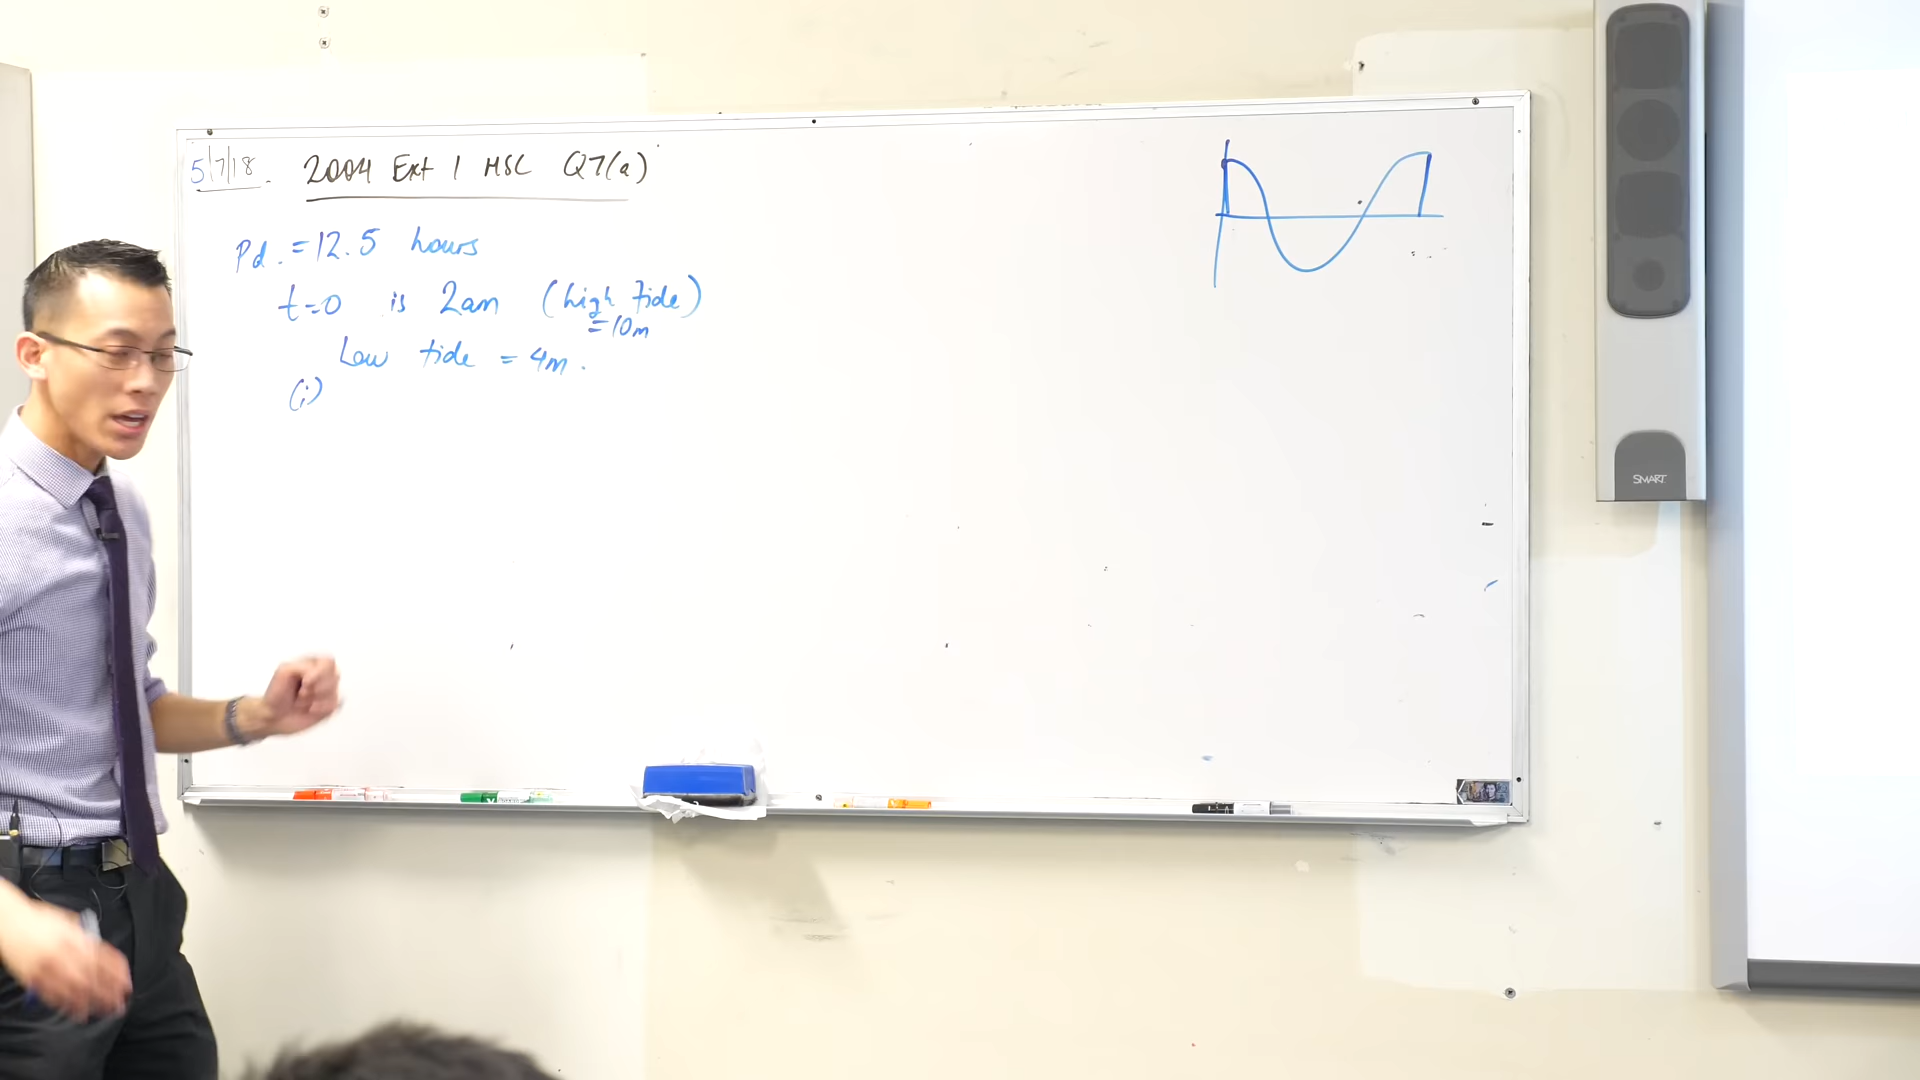 5/7/18. 2004 Ext 1 HSC Q7(a)
Pd. = 12.5 hours
t=0 is 2am (high tide)
= 10m
Low tide = 4m.
(i)
SMART